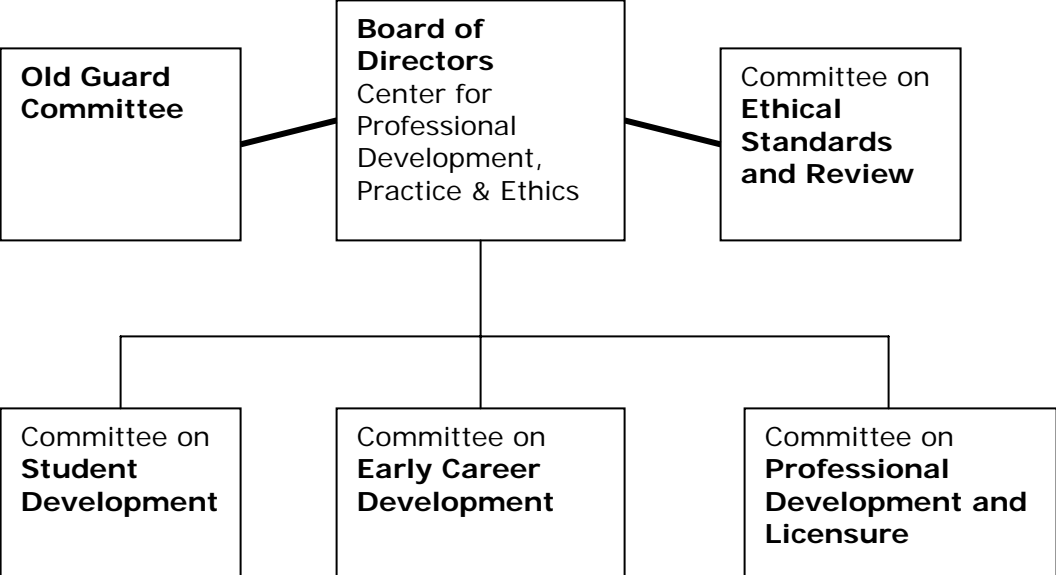 Old Guard
Committee
Board of
Directors
Center for
Professional
Development,
Practice & Ethics
Committee on
Ethical
Standards
and Review
Committee on
Student
Development
Committee on
Early Career
Development
Committee on
Professional
Development and
Licensure